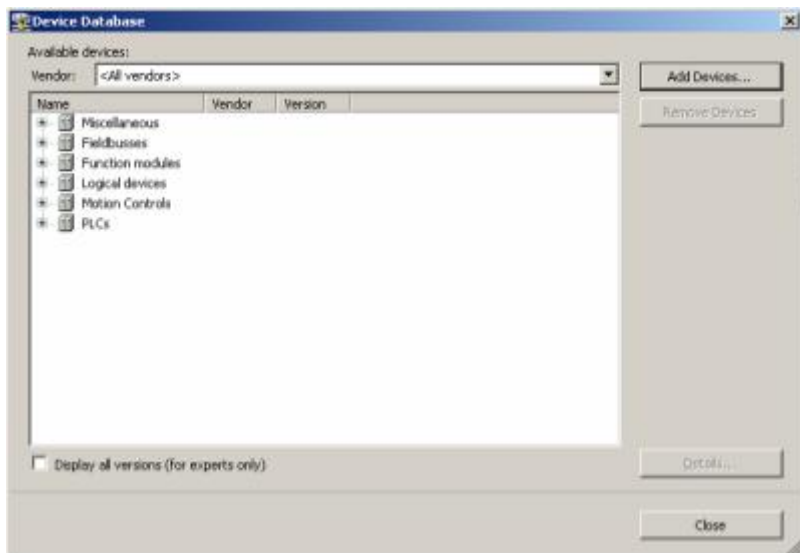 Device Database
Available devices:
Vendor: <All vendors>
Add Devices...
Name Vendor Version
Remove Devices
Miscellaneous
Fieldbusses
Function modules
Logical devices
Motion Controls
PLCs
Display all versions (for experts only)
Details...
Close